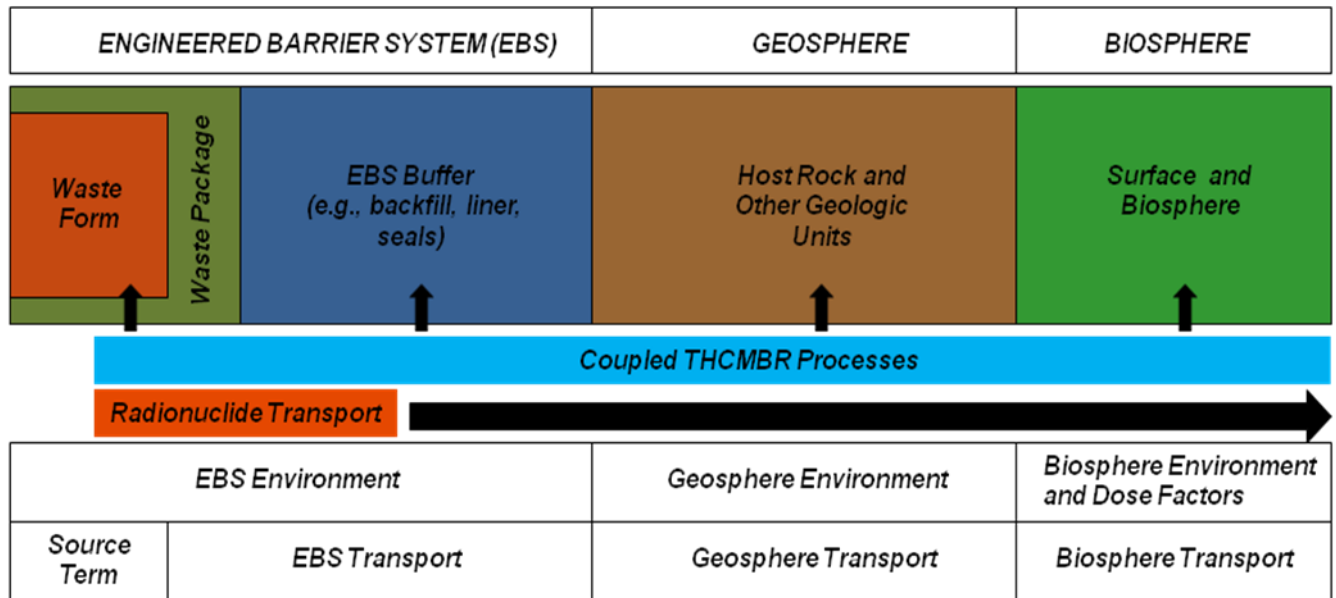 ENGINEERED BARRIER SYSTEM (EBS)
GEOSPHERE
BIOSPHERE
Waste
Form
Waste Package
EBS Buffer
(e.g., backfill, liner,
seals)
Host Rock and
Other Geologic
Units
Surface and
Biosphere
Coupled THCMBR Processes
Radionuclide Transport
EBS Environment
Geosphere Environment
Biosphere Environment
and Dose Factors
Source
Term
EBS Transport
Geosphere Transport
Biosphere Transport